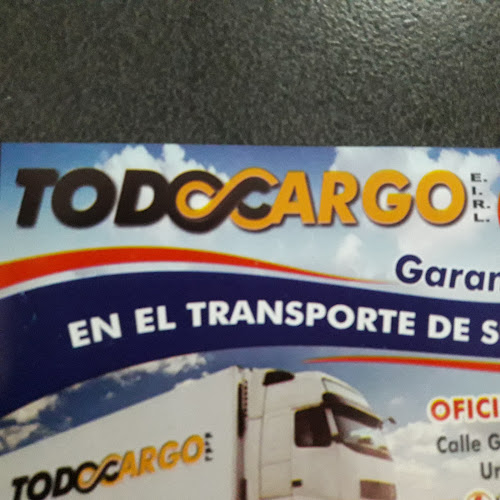 TODOCARGO E.I.R.L.
Garan
EN EL TRANSPORTE DE S
OFICI
Calle G
Ur
TODOCARGO